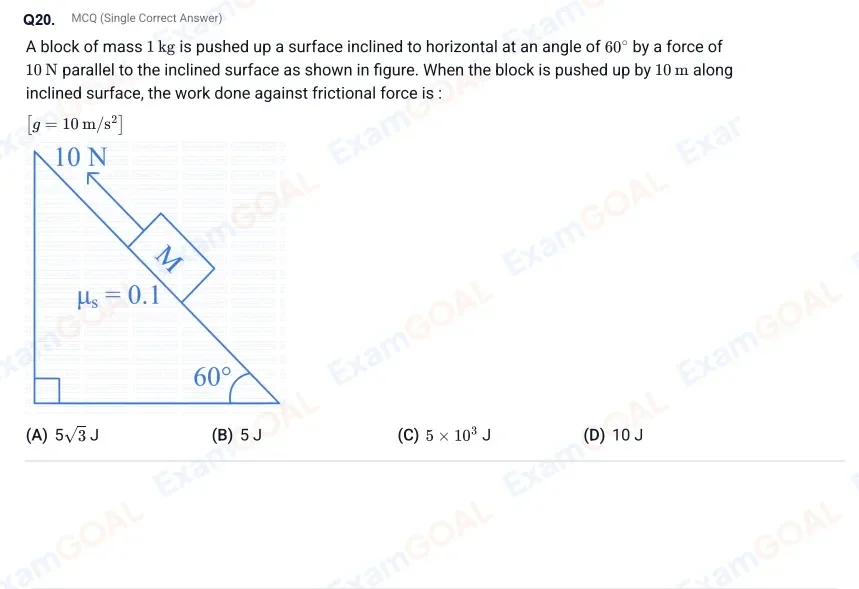 Q20. MCQ (Single Correct Answer)
A block of mass 1 kg is pushed up a surface inclined to horizontal at an angle of 60° by a force of
10 N parallel to the inclined surface as shown in figure. When the block is pushed up by 10 m along
inclined surface, the work done against frictional force is :
[g = 10 m/s²]
10 N
M
μₛ = 0.1
60°
(A) 5√3 J (B) 5 J (C) 5 × 10³ J (D) 10 J
ExamGOAL